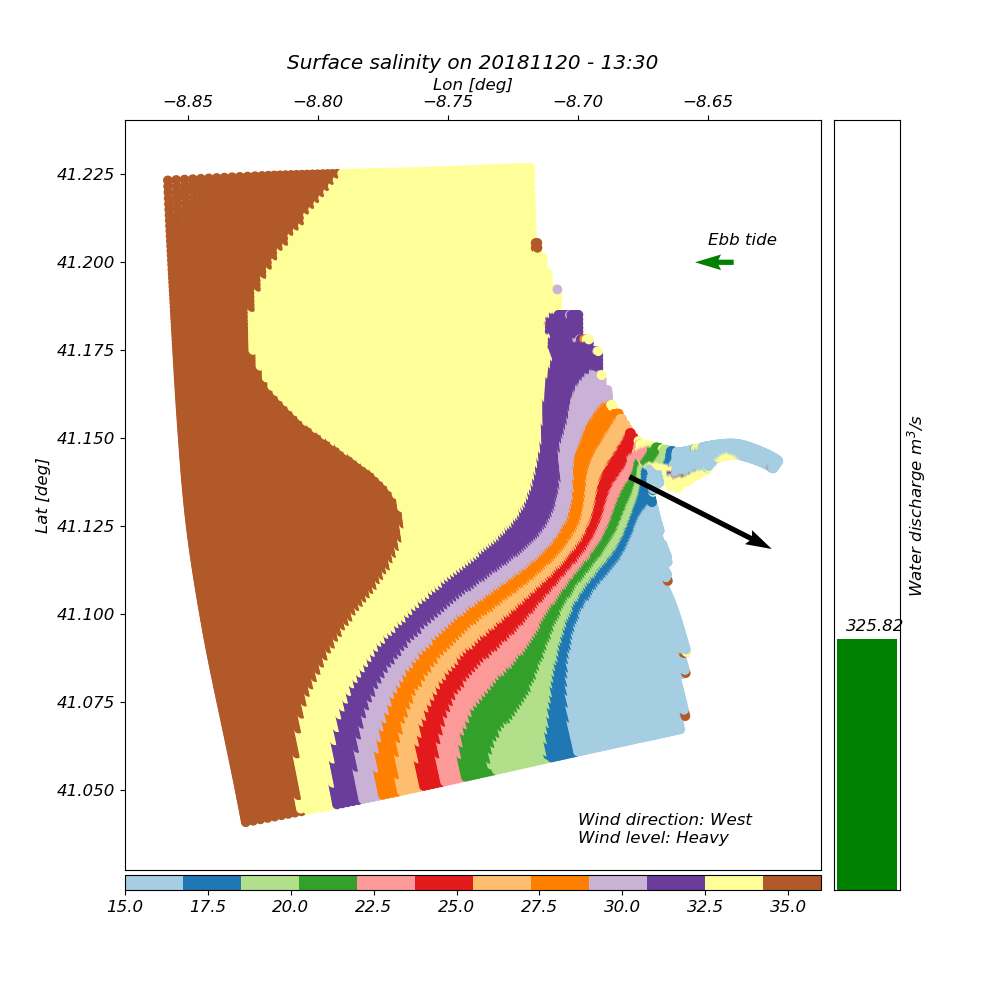 Surface salinity on 20181120 - 13:30
Lon [deg]
−8.85 −8.80 −8.75 −8.70 −8.65
41.225
41.200
41.175
41.150
41.125
41.100
41.075
41.050
Lat [deg]
Ebb tide
Wind direction: West
Wind level: Heavy
325.82
Water discharge m³/s
15.0 17.5 20.0 22.5 25.0 27.5 30.0 32.5 35.0